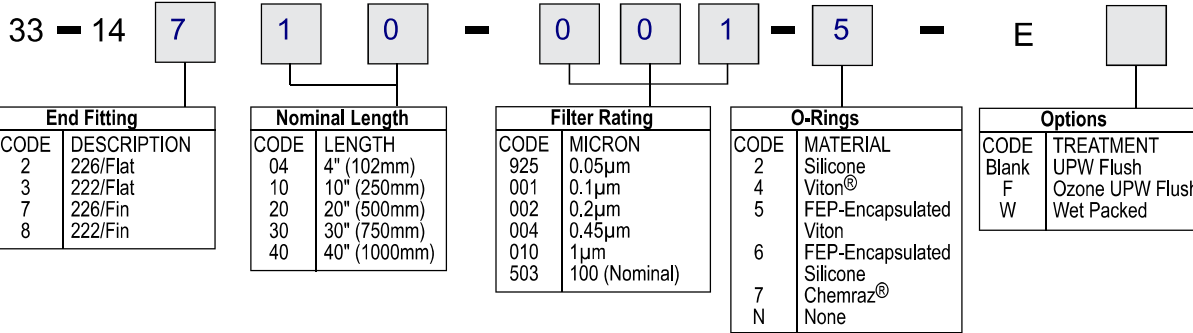 33 - 14 7 1 0 - 0 0 1 - 5 - E
End Fitting
CODE DESCRIPTION
2 226/Flat
3 222/Flat
7 226/Fin
8 222/Fin
Nominal Length
CODE LENGTH
04 4" (102mm)
10 10" (250mm)
20 20" (500mm)
30 30" (750mm)
40 40" (1000mm)
Filter Rating
CODE MICRON
925 0.05µm
001 0.1µm
002 0.2µm
004 0.45µm
010 1µm
503 100 (Nominal)
O-Rings
CODE MATERIAL
2 Silicone
4 Viton®
5 FEP-Encapsulated
Viton
6 FEP-Encapsulated
Silicone
7 Chemraz®
N None
Options
CODE TREATMENT
Blank UPW Flush
F Ozone UPW Flush
W Wet Packed